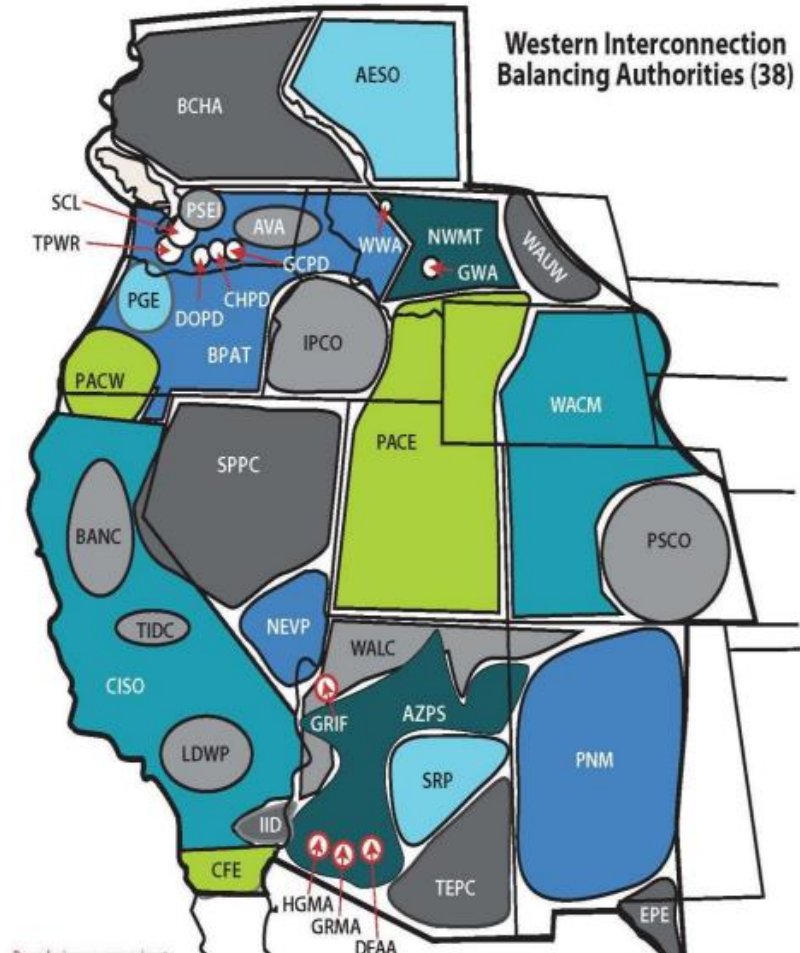 Western Interconnection
Balancing Authorities (38)
AESO
BCHA
SCL
PSEI
AVA
TPWR
WWA
NWMT
WAUW
GCPD
GWA
PGE
CHPD
DOPD
BPAT
IPCO
PACW
WACM
PACE
SPPC
BANC
PSCO
TIDC
NEVP
WALC
CISO
GRIF
AZPS
LDWP
SRP
PNM
IID
CFE
TEPC
HGMA
GRMA
EPE
DEAA